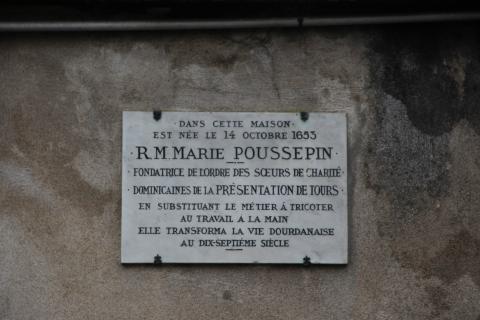 · DANS CETTE MAISON ·
EST NÉE LE 14 OCTOBRE 1653
· R.M. MARIE POUSSEPIN ·
· FONDATRICE DE L'ORDRE DES SŒURS DE CHARITÉ ·
· DOMINICAINES DE LA PRÉSENTATION DE TOURS ·
EN SUBSTITUANT LE MÉTIER À TRICOTER
AU TRAVAIL A LA MAIN
ELLE TRANSFORMA LA VIE DOURDANAISE
AU DIX-SEPTIÈME SIÈCLE